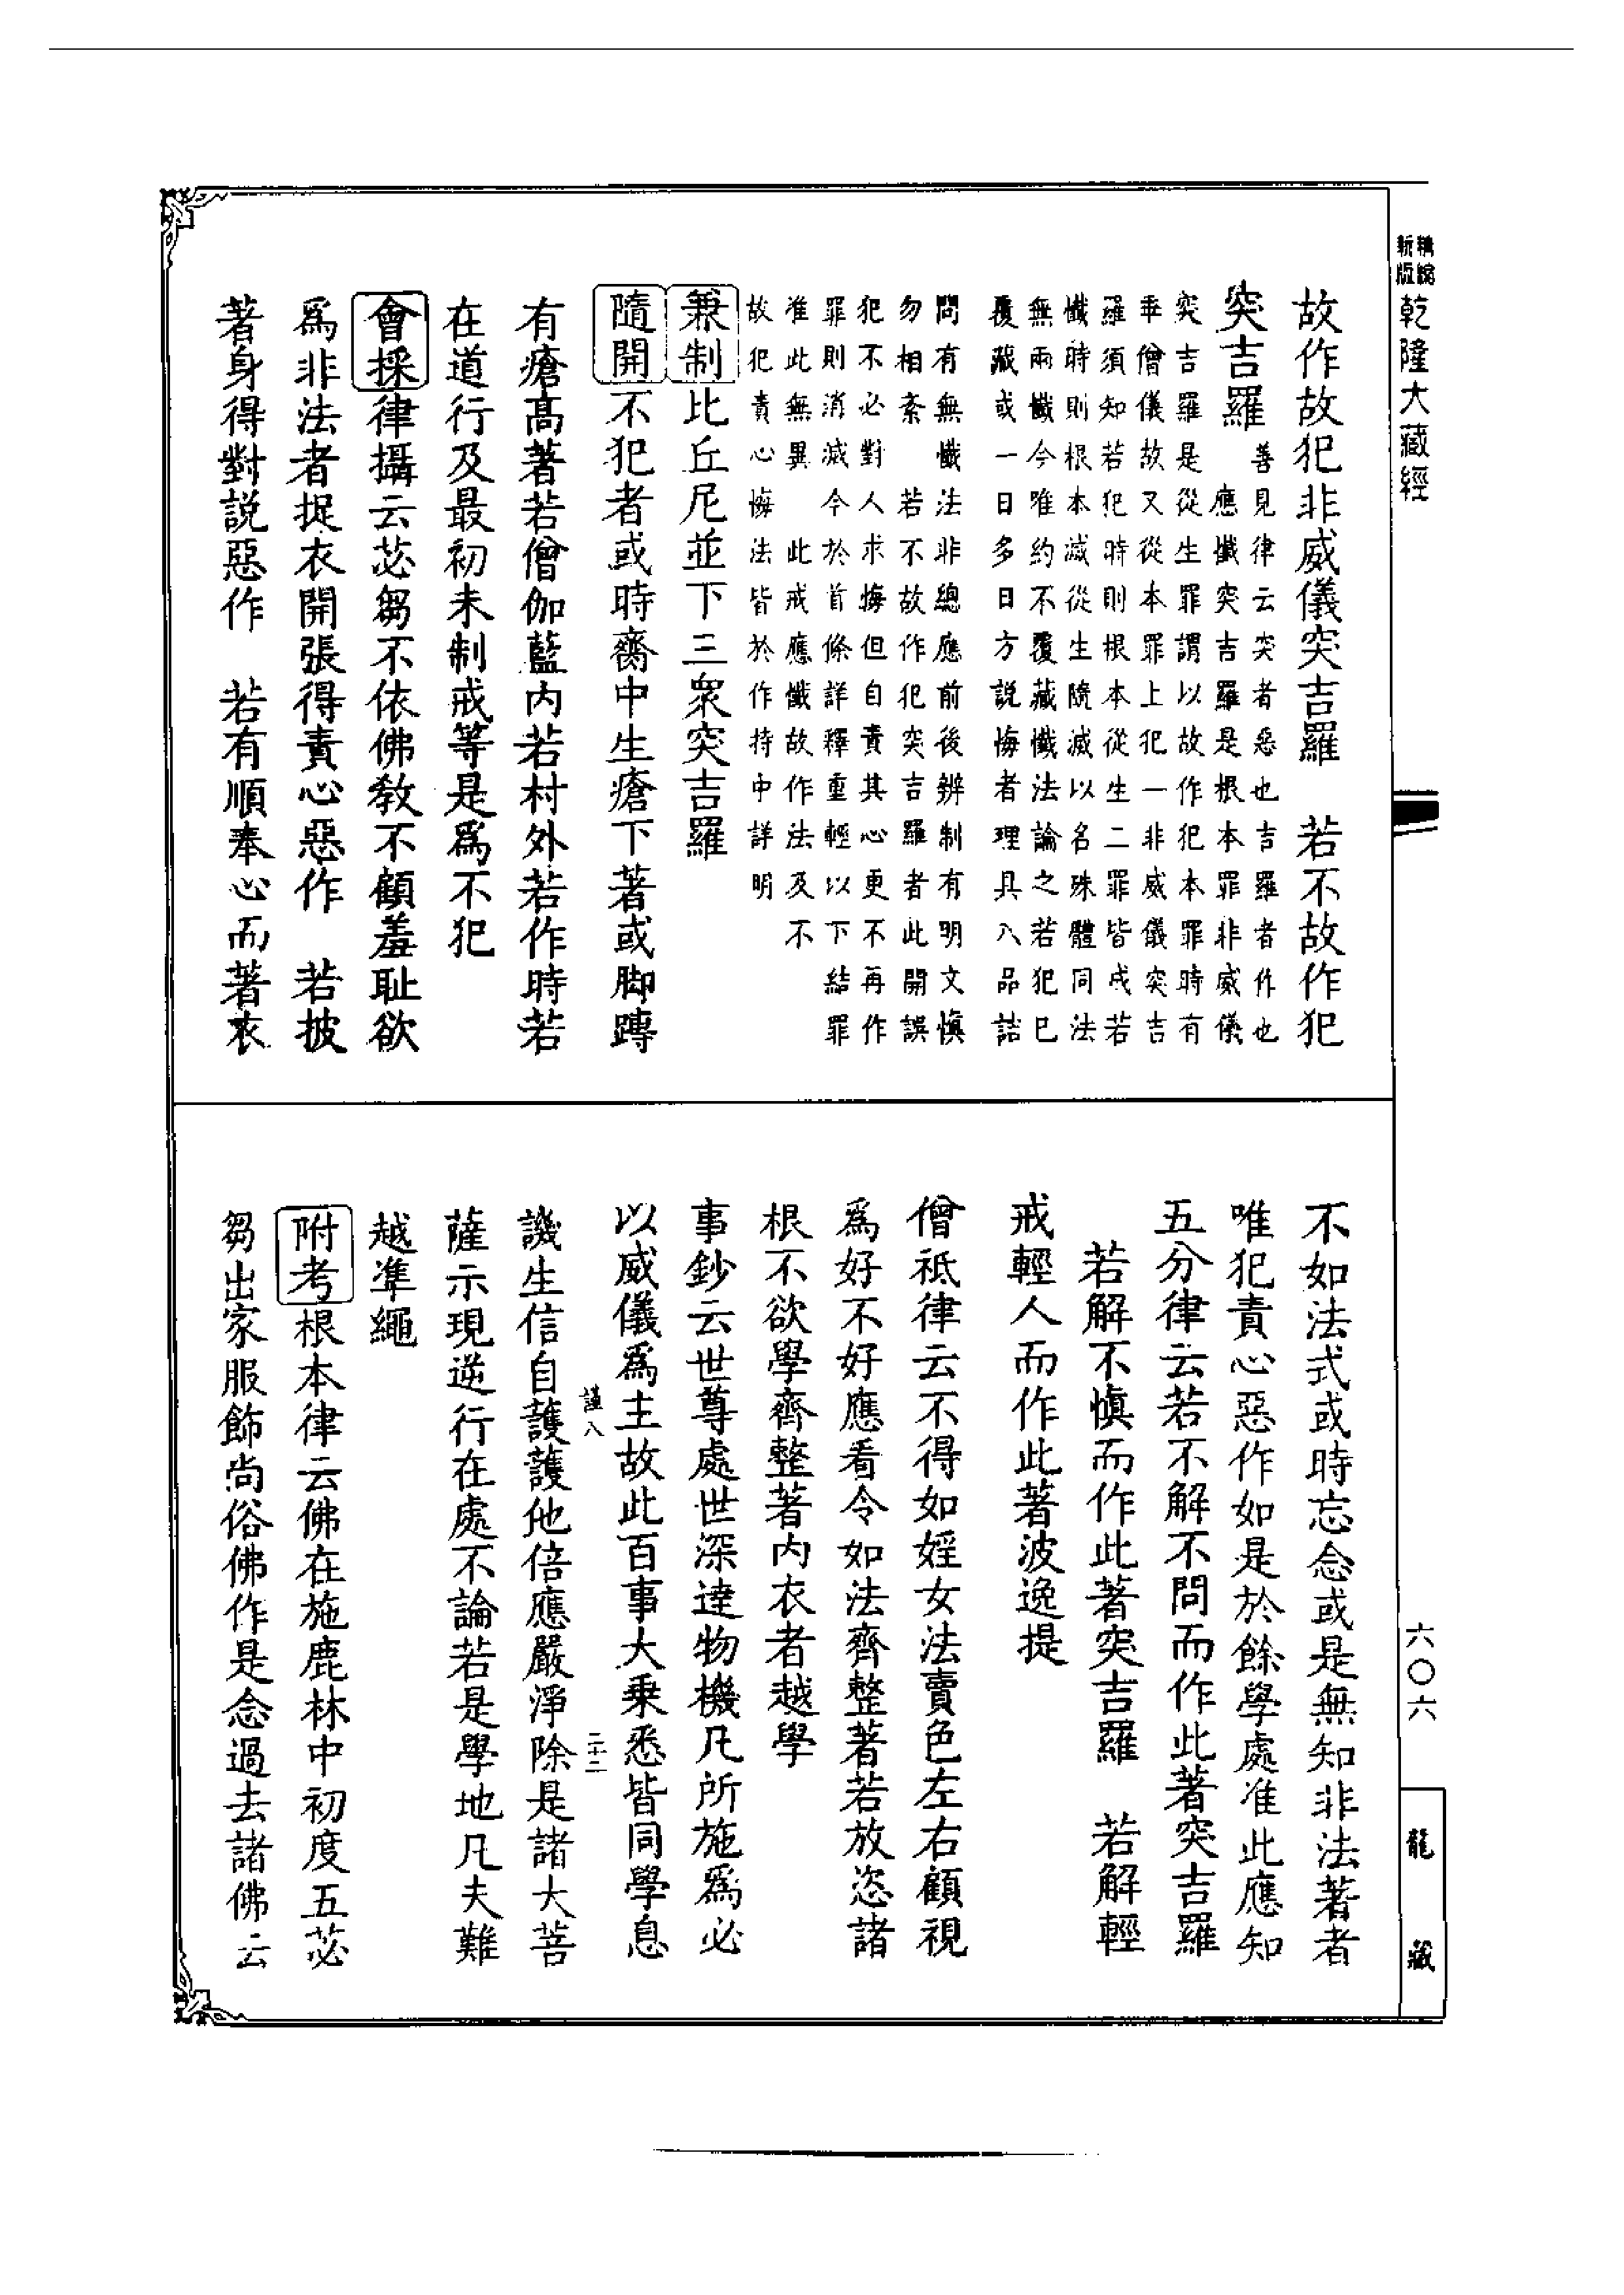 精縮
新版
乾隆大藏經
故作故犯非威儀突吉羅　若不故作犯
突吉羅
善見律云突者惡也吉羅者作也
應懺突吉羅是根本罪非威儀
突吉羅是從生罪謂以故作犯本罪時有
乖僧儀故又從本罪上犯一非威儀突吉
羅須知若犯時則根本從生二罪皆成若
懺時則根本滅從生隨滅以名殊體同法
無兩懺今唯約不覆藏懺法論之若犯已
覆藏或一日多日方説悔者理具八品詰
問有無懺法非總應前後辨制有明文慎
勿相紊　若不故作犯突吉羅者此開誤
犯不必對人求悔但自責其心更不再作
罪則消滅今於首條詳釋重輕以下結罪
准此無異　此戒應懺故作法及不
故犯責心悔法皆於作持中詳明
兼制比丘尼並下三眾突吉羅
隨開不犯者或時臍中生瘡下著或脚䏝
有瘡高著若僧伽藍内若村外若作時若
在道行及最初未制戒等是爲不犯
會採律攝云苾芻不依佛教不顧羞恥欲
爲非法者捉衣開張得責心惡作　若披
著身得對説惡作　若有順奉心而著衣
不如法式或時忘念或是無知非法著者
唯犯責心惡作如是於餘學處准此應知
五分律云若不解不問而作此著突吉羅
若解不慎而作此著突吉羅　若解輕
戒輕人而作此著波逸提
僧祇律云不得如婬女法賣色左右顧視
爲好不好應看令如法齊整著若放恣諸
根不欲學齊整著内衣者越學
事鈔云世尊處世深達物機凡所施爲必
以威儀爲主故此百事大乘悉皆同學息
謹八　二十二
譏生信自護護他倍應嚴淨除是諸大菩
薩示現逆行在處不論若是學地凡夫難
越準繩
附考根本律云佛在施鹿林中初度五苾
芻出家服飾尚俗佛作是念過去諸佛云
六〇六
龍藏